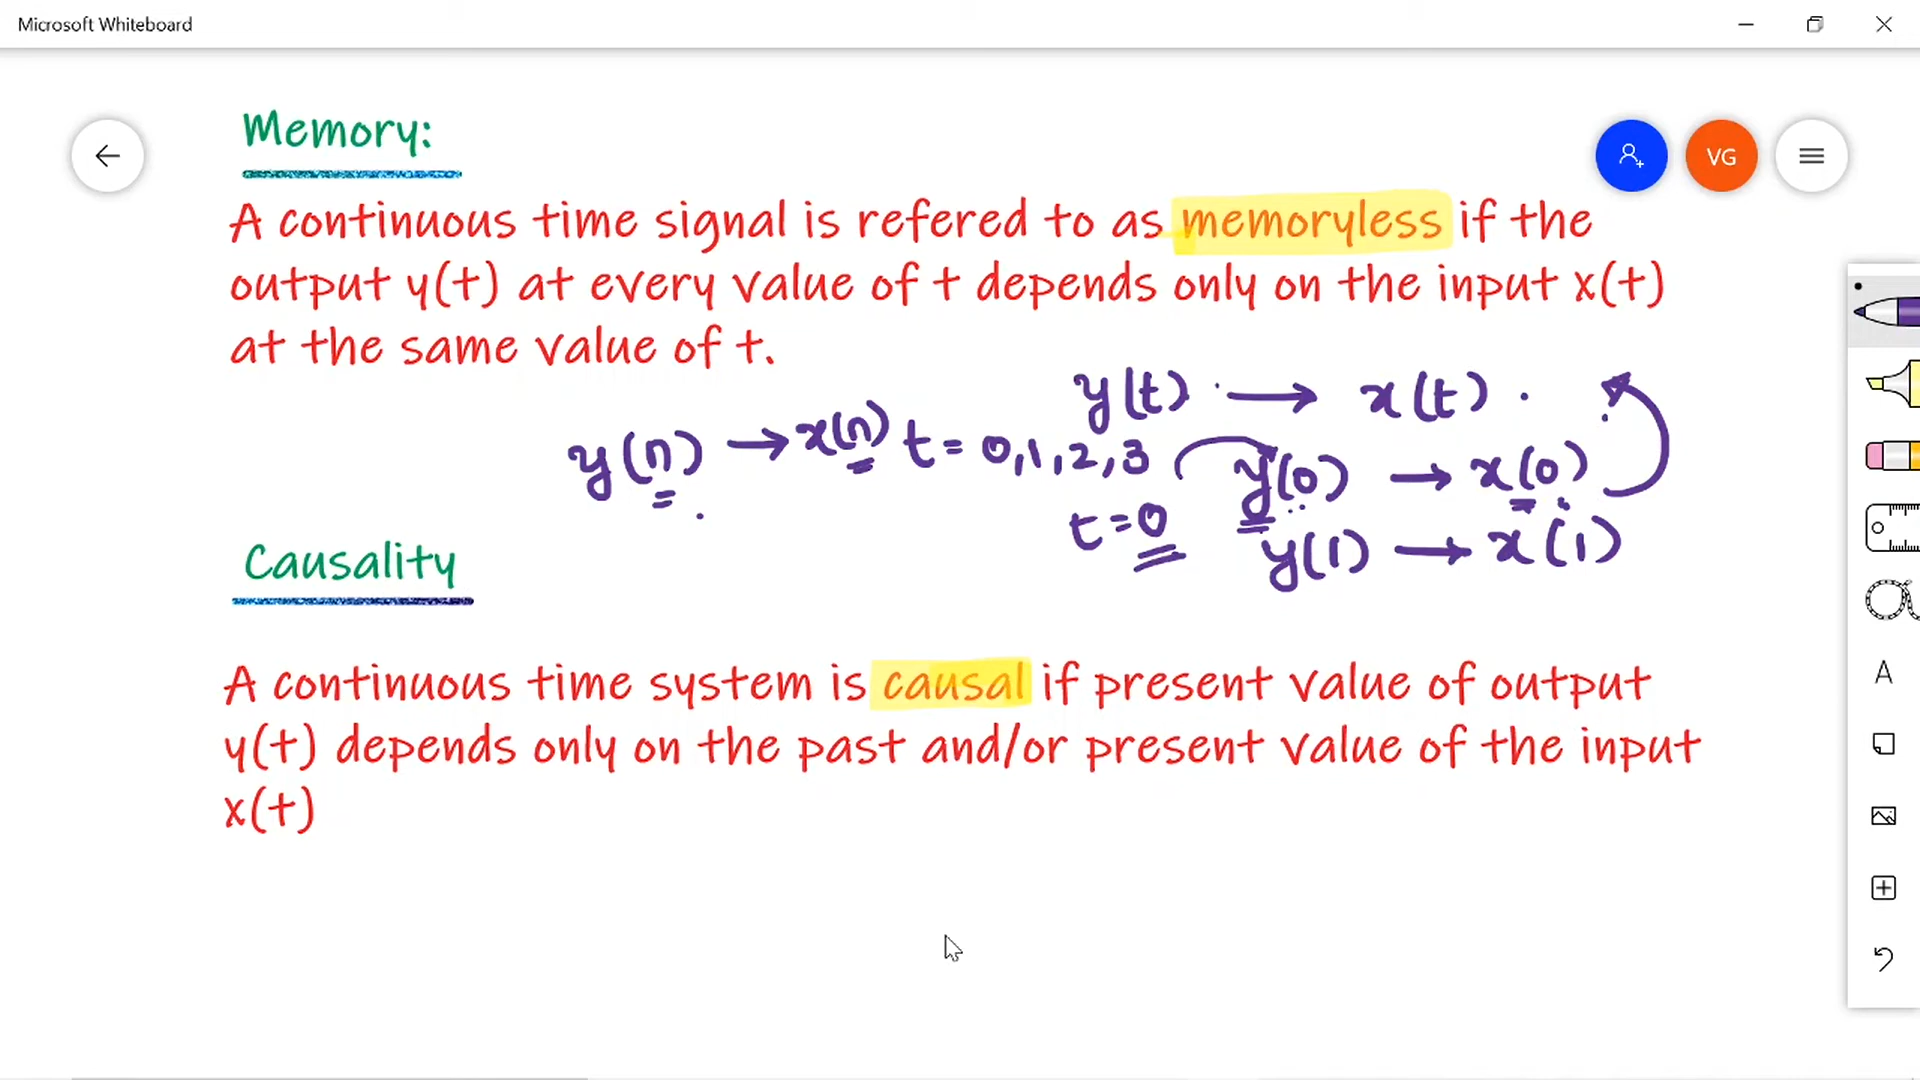 Microsoft Whiteboard
Memory:
VG
A continuous time signal is refered to as memoryless if the
output y(t) at every value of t depends only on the input x(t)
at the same value of t.
y(t) → x(t)
y(n) → x(n) t = 0,1,2,3 y(0) → x(0)
t=0 y(1) → x(1)
Causality
A continuous time system is causal if present value of output
y(t) depends only on the past and/or present value of the input
x(t)
A